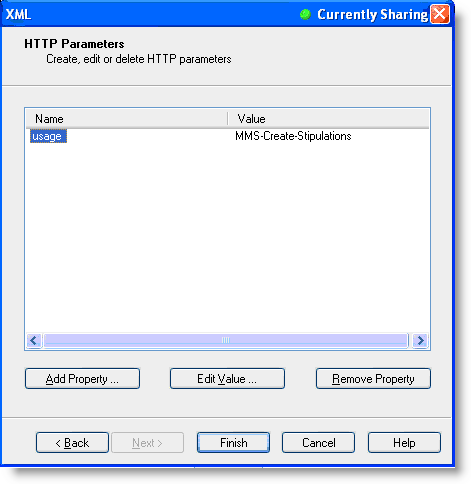 XML Currently Sharing
HTTP Parameters
Create, edit or delete HTTP parameters
Name Value
usage MMS-Create-Stipulations
Add Property ... Edit Value ... Remove Property
< Back Next > Finish Cancel Help